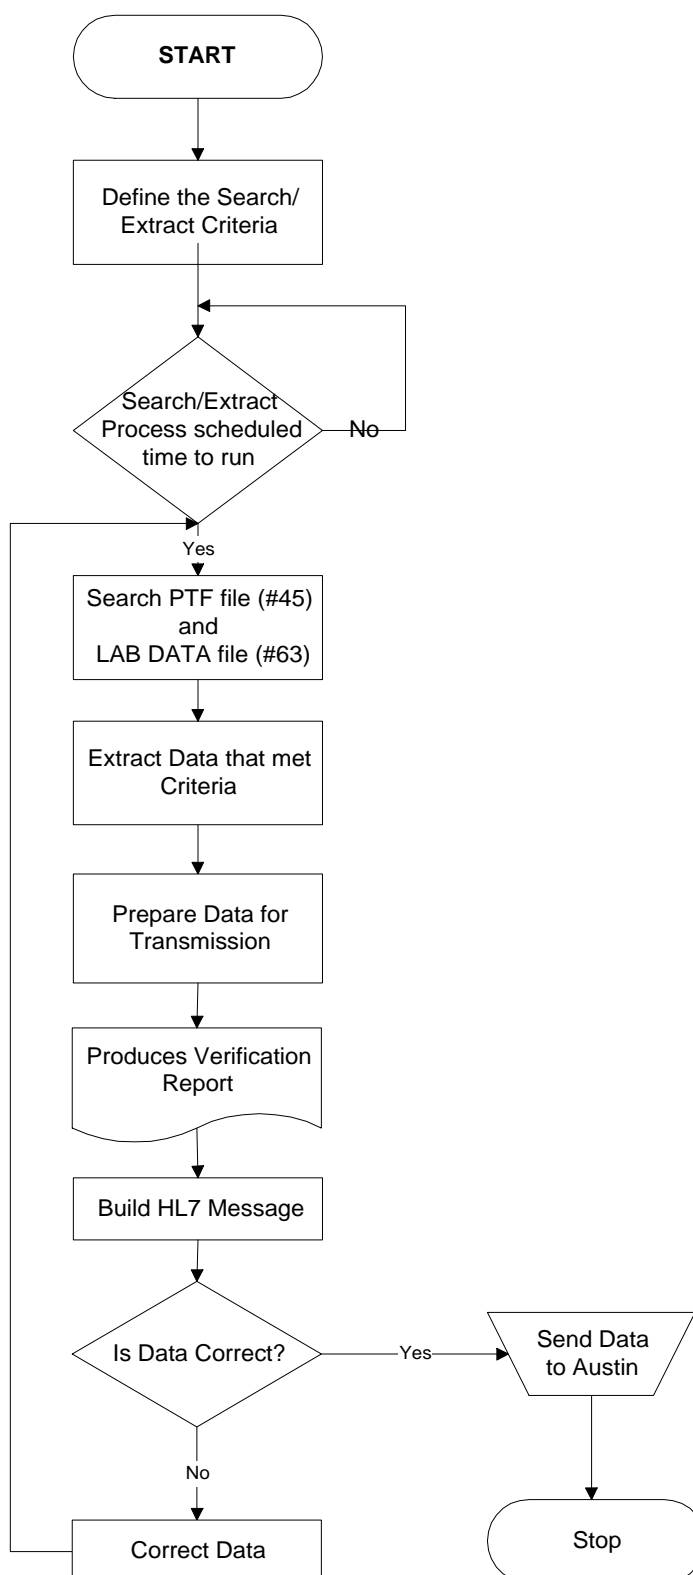 START
Define the Search/
Extract Criteria
Search/Extract
Process scheduled
time to run
No
Yes
Search PTF file (#45)
and
LAB DATA file (#63)
Extract Data that met
Criteria
Prepare Data for
Transmission
Produces Verification
Report
Build HL7 Message
Is Data Correct?
Yes
Send Data
to Austin
No
Correct Data
Stop